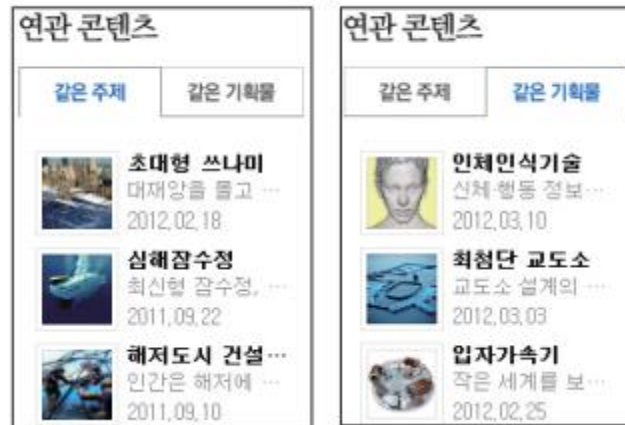 연관 콘텐츠
같은 주제 같은 기획물
초대형 쓰나미
대재앙을 몰고 …
2012.02.18
심해잠수정
최신형 잠수정, …
2011.09.22
해저도시 건설…
인간은 해저에 …
2011.09.10
연관 콘텐츠
같은 주제 같은 기획물
인체인식기술
신체·행동 정보…
2012.03.10
최첨단 교도소
교도소 설계의 …
2012.03.03
입자가속기
작은 세계를 보…
2012.02.25